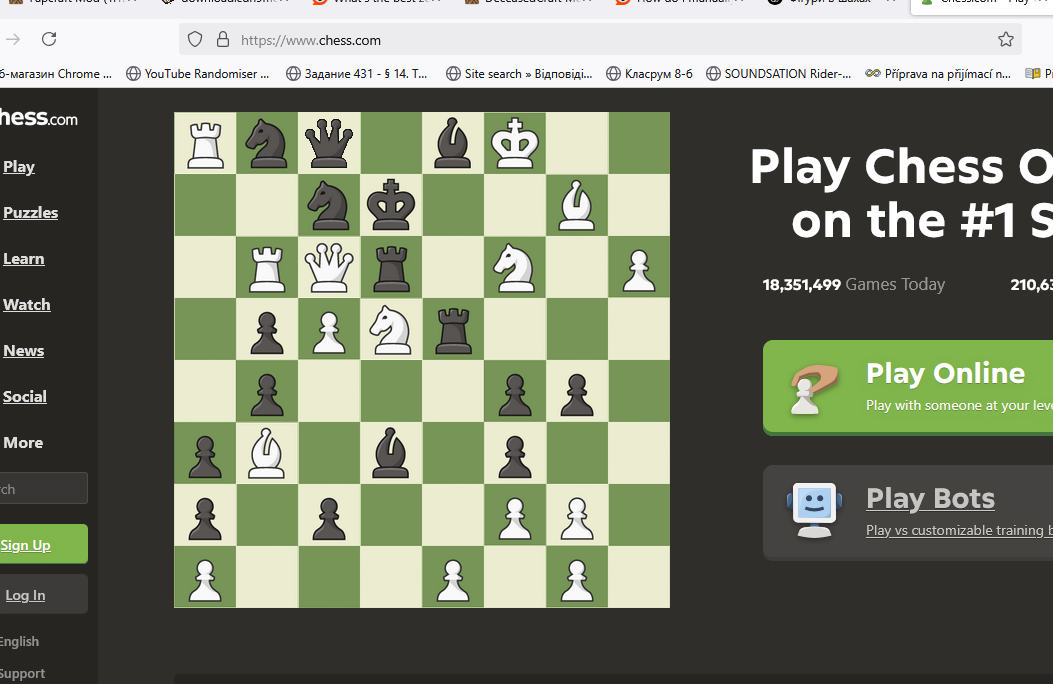 https://www.chess.com
YouTube Randomiser ...
Задание 431 - § 14. Т...
Site search » Відповіді...
Класрум 8-6
SOUNDSATION Rider-...
Příprava na přijímací n...
б-магазин Chrome ...
hess.com
Play
Puzzles
Learn
Watch
News
Social
More
rch
Sign Up
Log In
English
Support
Play Chess O
on the #1 S
18,351,499 Games Today
210,63
Play Online
Play with someone at your leve
Play Bots
Play vs customizable training b